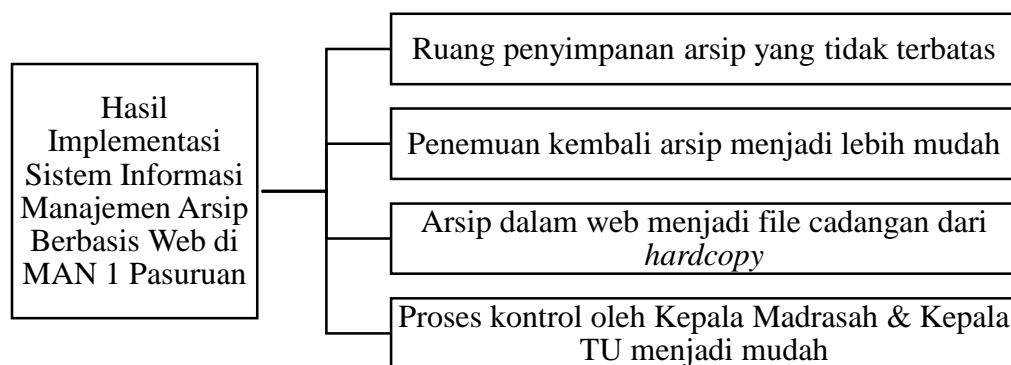 Hasil
Implementasi
Sistem Informasi
Manajemen Arsip
Berbasis Web di
MAN 1 Pasuruan
Ruang penyimpanan arsip yang tidak terbatas
Penemuan kembali arsip menjadi lebih mudah
Arsip dalam web menjadi file cadangan dari
hardcopy
Proses kontrol oleh Kepala Madrasah & Kepala
TU menjadi mudah